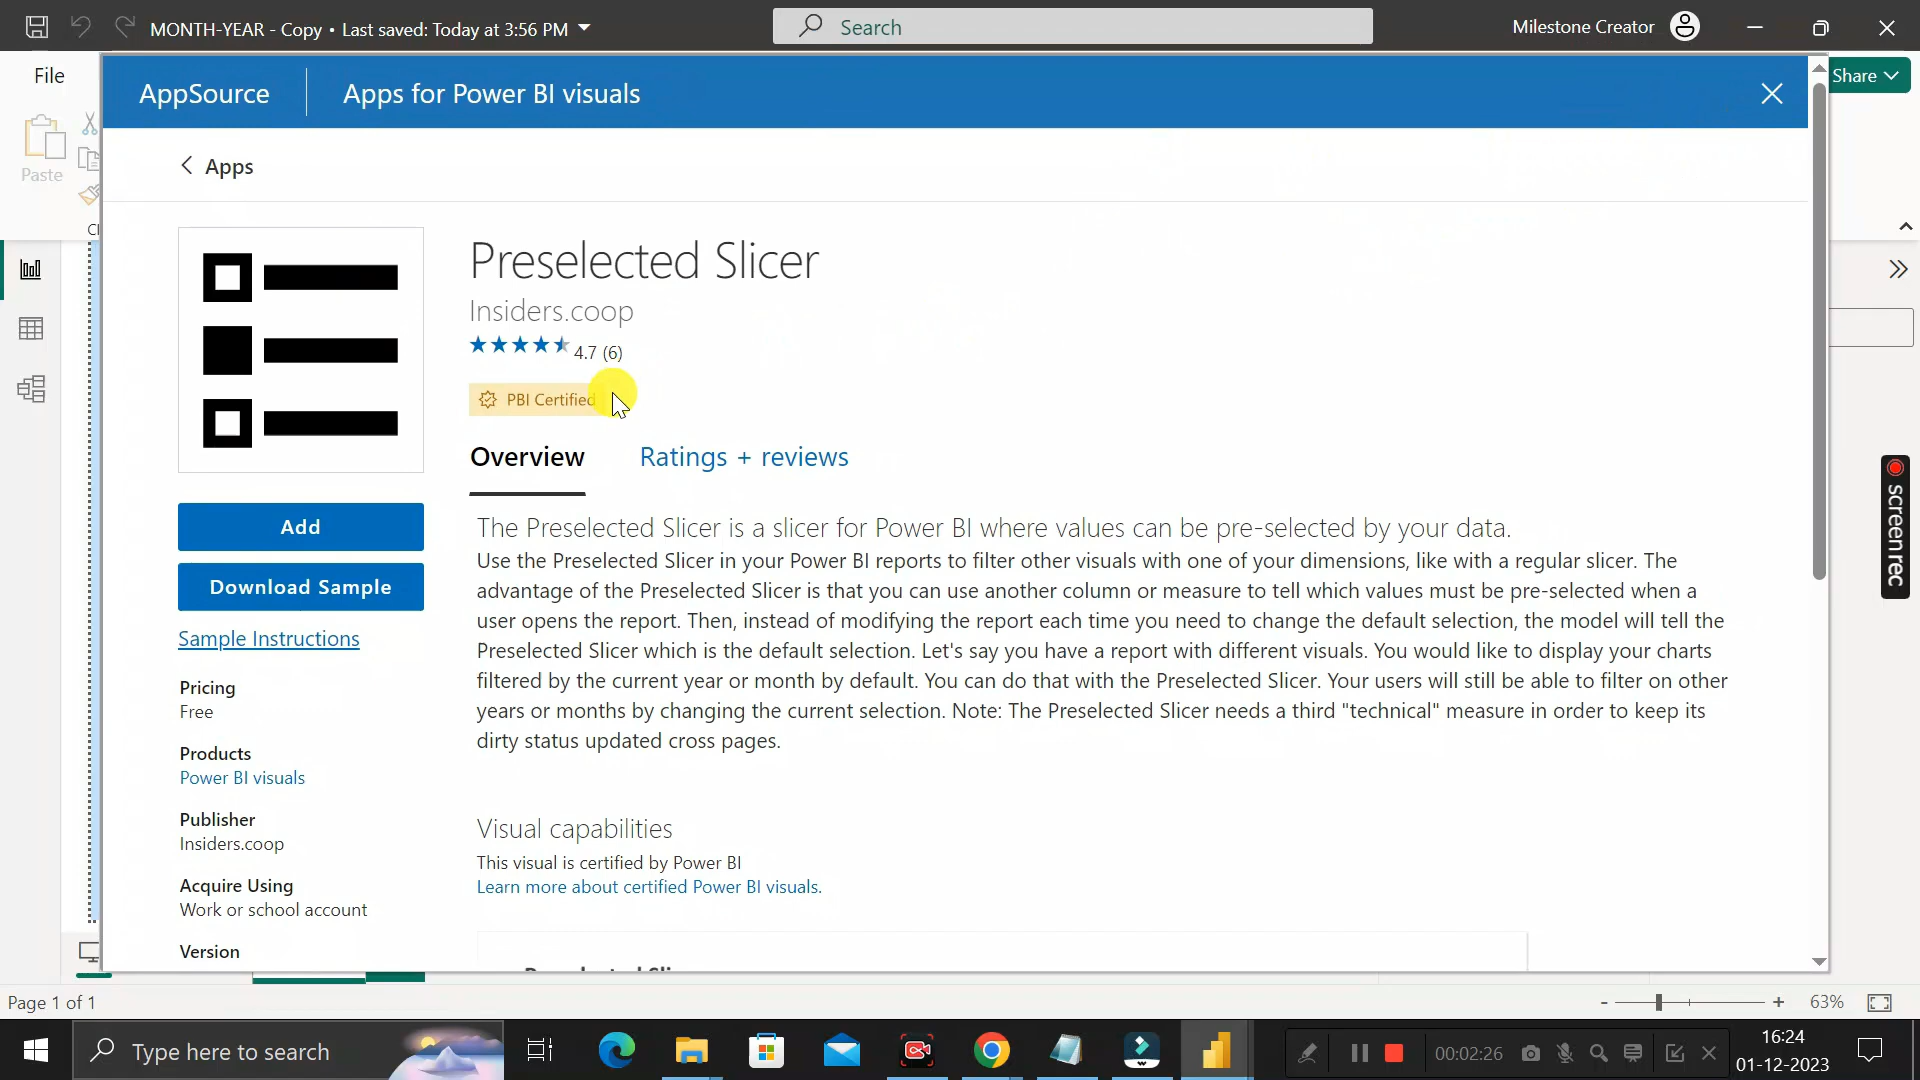 MONTH-YEAR - Copy • Last saved: Today at 3:56 PM
Search
Milestone Creator
File
Share
AppSource
Apps for Power BI visuals
Paste
Apps
Preselected Slicer
Insiders.coop
4.7 (6)
PBI Certified
Overview
Ratings + reviews
Add
Download Sample
Sample Instructions
Pricing
Free
Products
Power BI visuals
Publisher
Insiders.coop
Acquire Using
Work or school account
Version
The Preselected Slicer is a slicer for Power BI where values can be pre-selected by your data.
Use the Preselected Slicer in your Power BI reports to filter other visuals with one of your dimensions, like with a regular slicer. The
advantage of the Preselected Slicer is that you can use another column or measure to tell which values must be pre-selected when a
user opens the report. Then, instead of modifying the report each time you need to change the default selection, the model will tell the
Preselected Slicer which is the default selection. Let's say you have a report with different visuals. You would like to display your charts
filtered by the current year or month by default. You can do that with the Preselected Slicer. Your users will still be able to filter on other
years or months by changing the current selection. Note: The Preselected Slicer needs a third "technical" measure in order to keep its
dirty status updated cross pages.
Visual capabilities
This visual is certified by Power BI
Learn more about certified Power BI visuals.
screen rec
Page 1 of 1
63%
Type here to search
00:02:26
16:24
01-12-2023